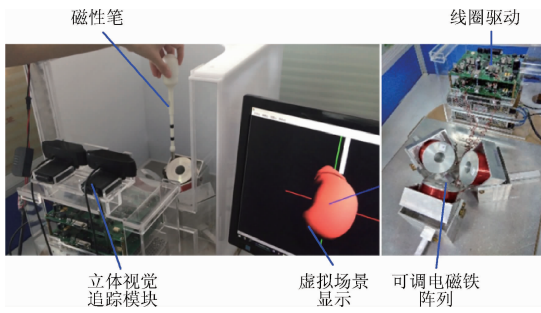 磁性笔
线圈驱动
立体视觉
追踪模块
虚拟场景
显示
可调电磁铁
阵列